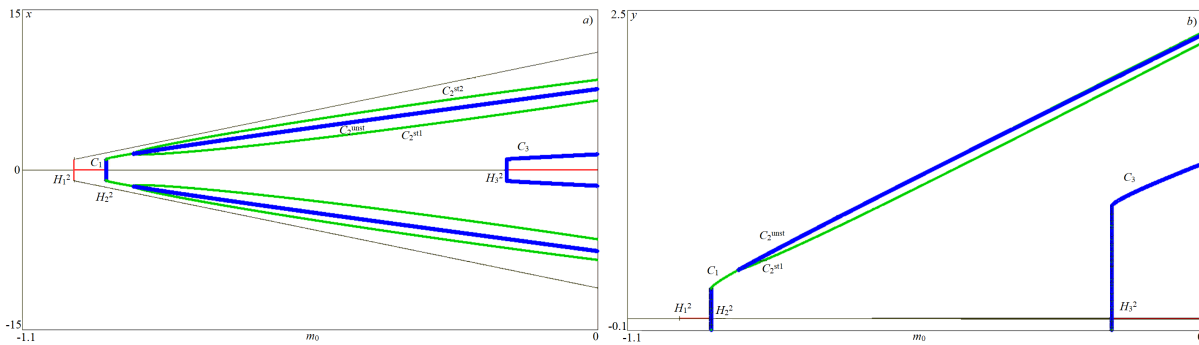 15
x
a)
C₂ˢᵗ²
C₂ᵘⁿˢᵗ
C₂ˢᵗ¹
C₁
C₃
0
H₁²
H₂²
H₃²
-15
-1.1
m₀
0
2.5
y
b)
C₃
C₂ᵘⁿˢᵗ
C₁
C₂ˢᵗ¹
H₁²
H₂²
H₃²
-0.1
-1.1
m₀
0